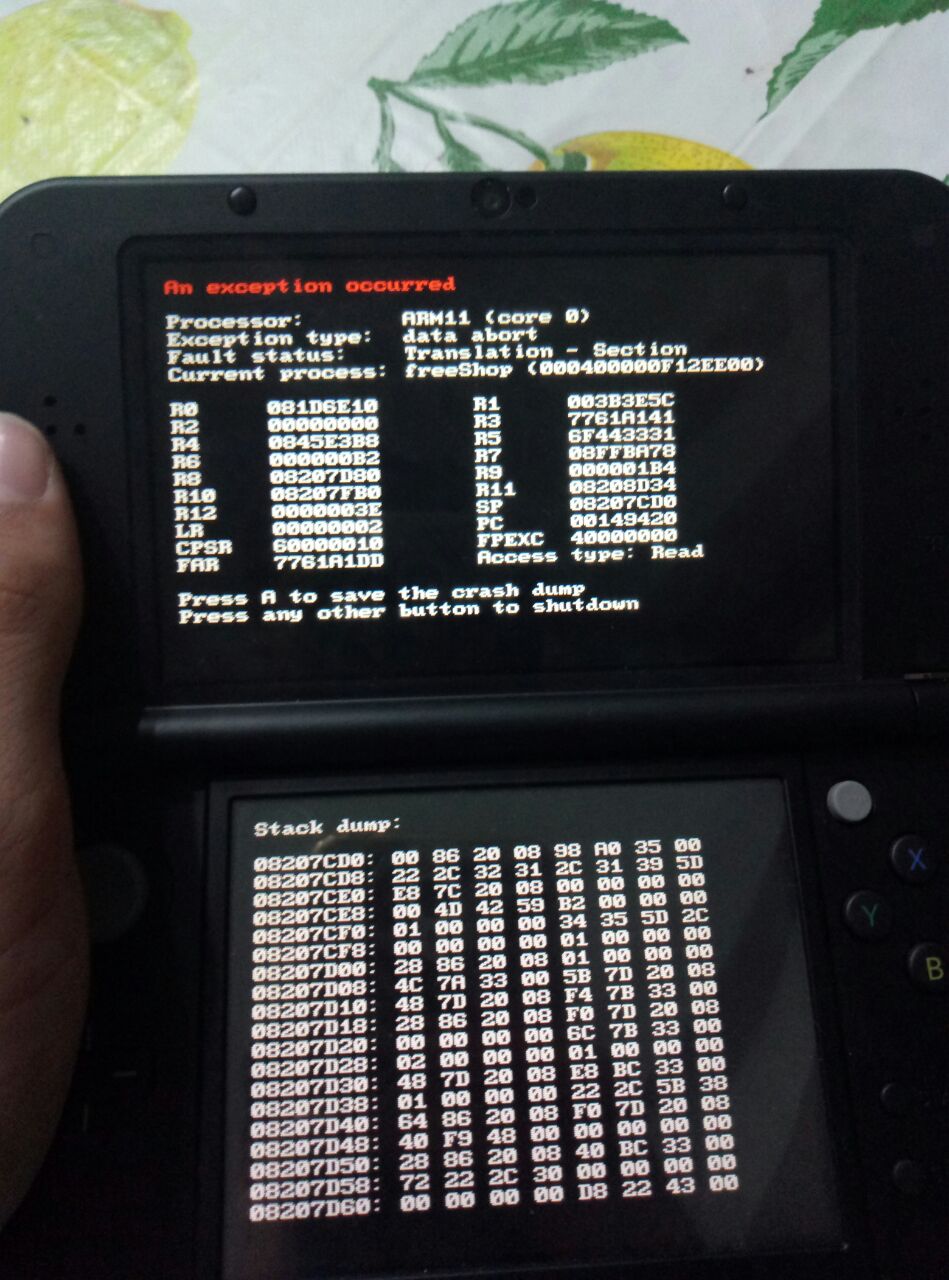 An exception occurred
Processor: ARM11 (core 0)
Exception type: data abort
Fault status: Translation - Section
Current process: freeShop (000400000F12EE00)
R0 081D6E10 R1 003B3E5C
R2 00000000 R3 7761A141
R4 0845E3B8 R5 6F443331
R6 000000B2 R7 08FFBA78
R8 08207D80 R9 000001B4
R10 08207FB0 R11 08208D34
R12 0000003E SP 08207CD0
LR 00000002 PC 00149420
CPSR 60000010 FPEXC 40000000
FAR 7761A1DD Access type: Read
Press A to save the crash dump
Press any other button to shutdown
Stack dump:
08207CD0: 00 86 20 08 98 A0 35 00
08207CD8: 22 2C 32 31 2C 31 39 5D
08207CE0: E8 7C 20 08 00 00 00 00
08207CE8: 00 4D 42 59 B2 00 00 00
08207CF0: 01 00 00 00 34 35 5D 2C
08207CF8: 00 00 00 00 01 00 00 00
08207D00: 28 86 20 08 01 00 00 00
08207D08: 4C 7A 33 00 5B 7D 20 08
08207D10: 48 7D 20 08 F4 7B 33 00
08207D18: 28 86 20 08 F0 7D 20 08
08207D20: 00 00 00 00 6C 7B 33 00
08207D28: 02 00 00 00 01 00 00 00
08207D30: 48 7D 20 08 E8 BC 33 00
08207D38: 01 00 00 00 22 2C 5B 38
08207D40: 64 86 20 08 F0 7D 20 08
08207D48: 40 F9 48 00 00 00 00 00
08207D50: 28 86 20 08 40 BC 33 00
08207D58: 72 22 2C 30 00 00 00 00
08207D60: 00 00 00 00 D8 22 43 00
X
Y
B